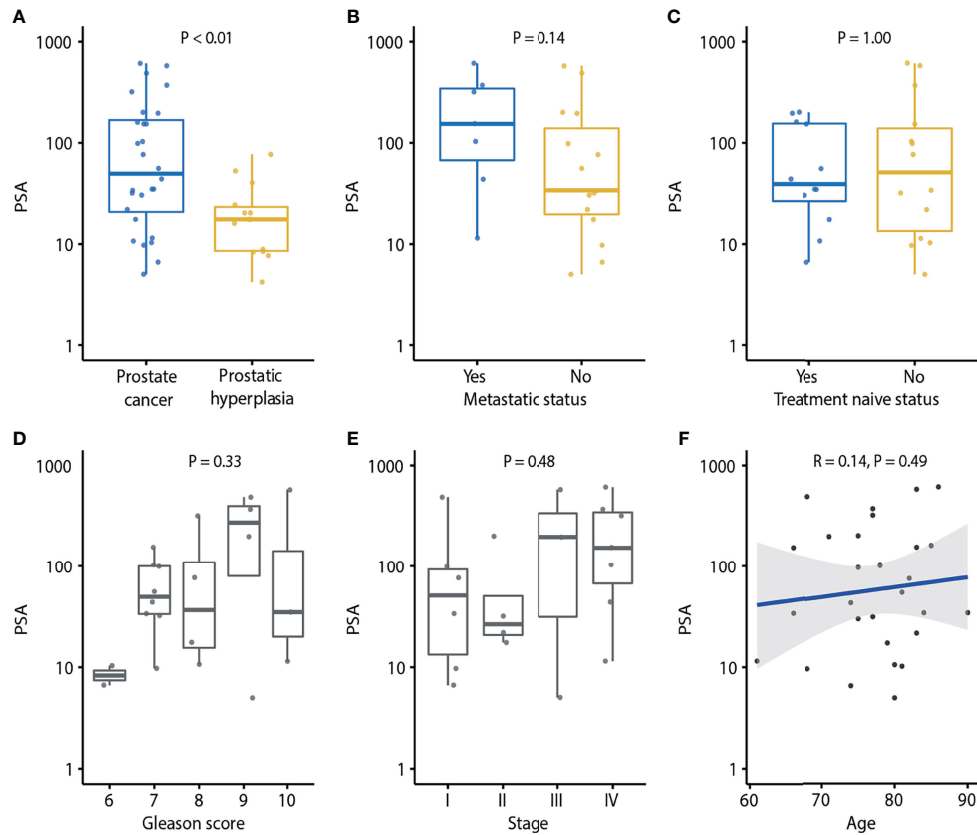 A
P < 0.01
1000
100
10
1
PSA
Prostate
cancer
Prostatic
hyperplasia
B
P = 0.14
1000
100
10
1
PSA
Yes
No
Metastatic status
C
P = 1.00
1000
100
10
1
PSA
Yes
No
Treatment naive status
D
P = 0.33
1000
100
10
1
PSA
6
7
8
9
10
Gleason score
E
P = 0.48
1000
100
10
1
PSA
I
II
III
IV
Stage
F
R = 0.14, P = 0.49
1000
100
10
1
PSA
60
70
80
90
Age